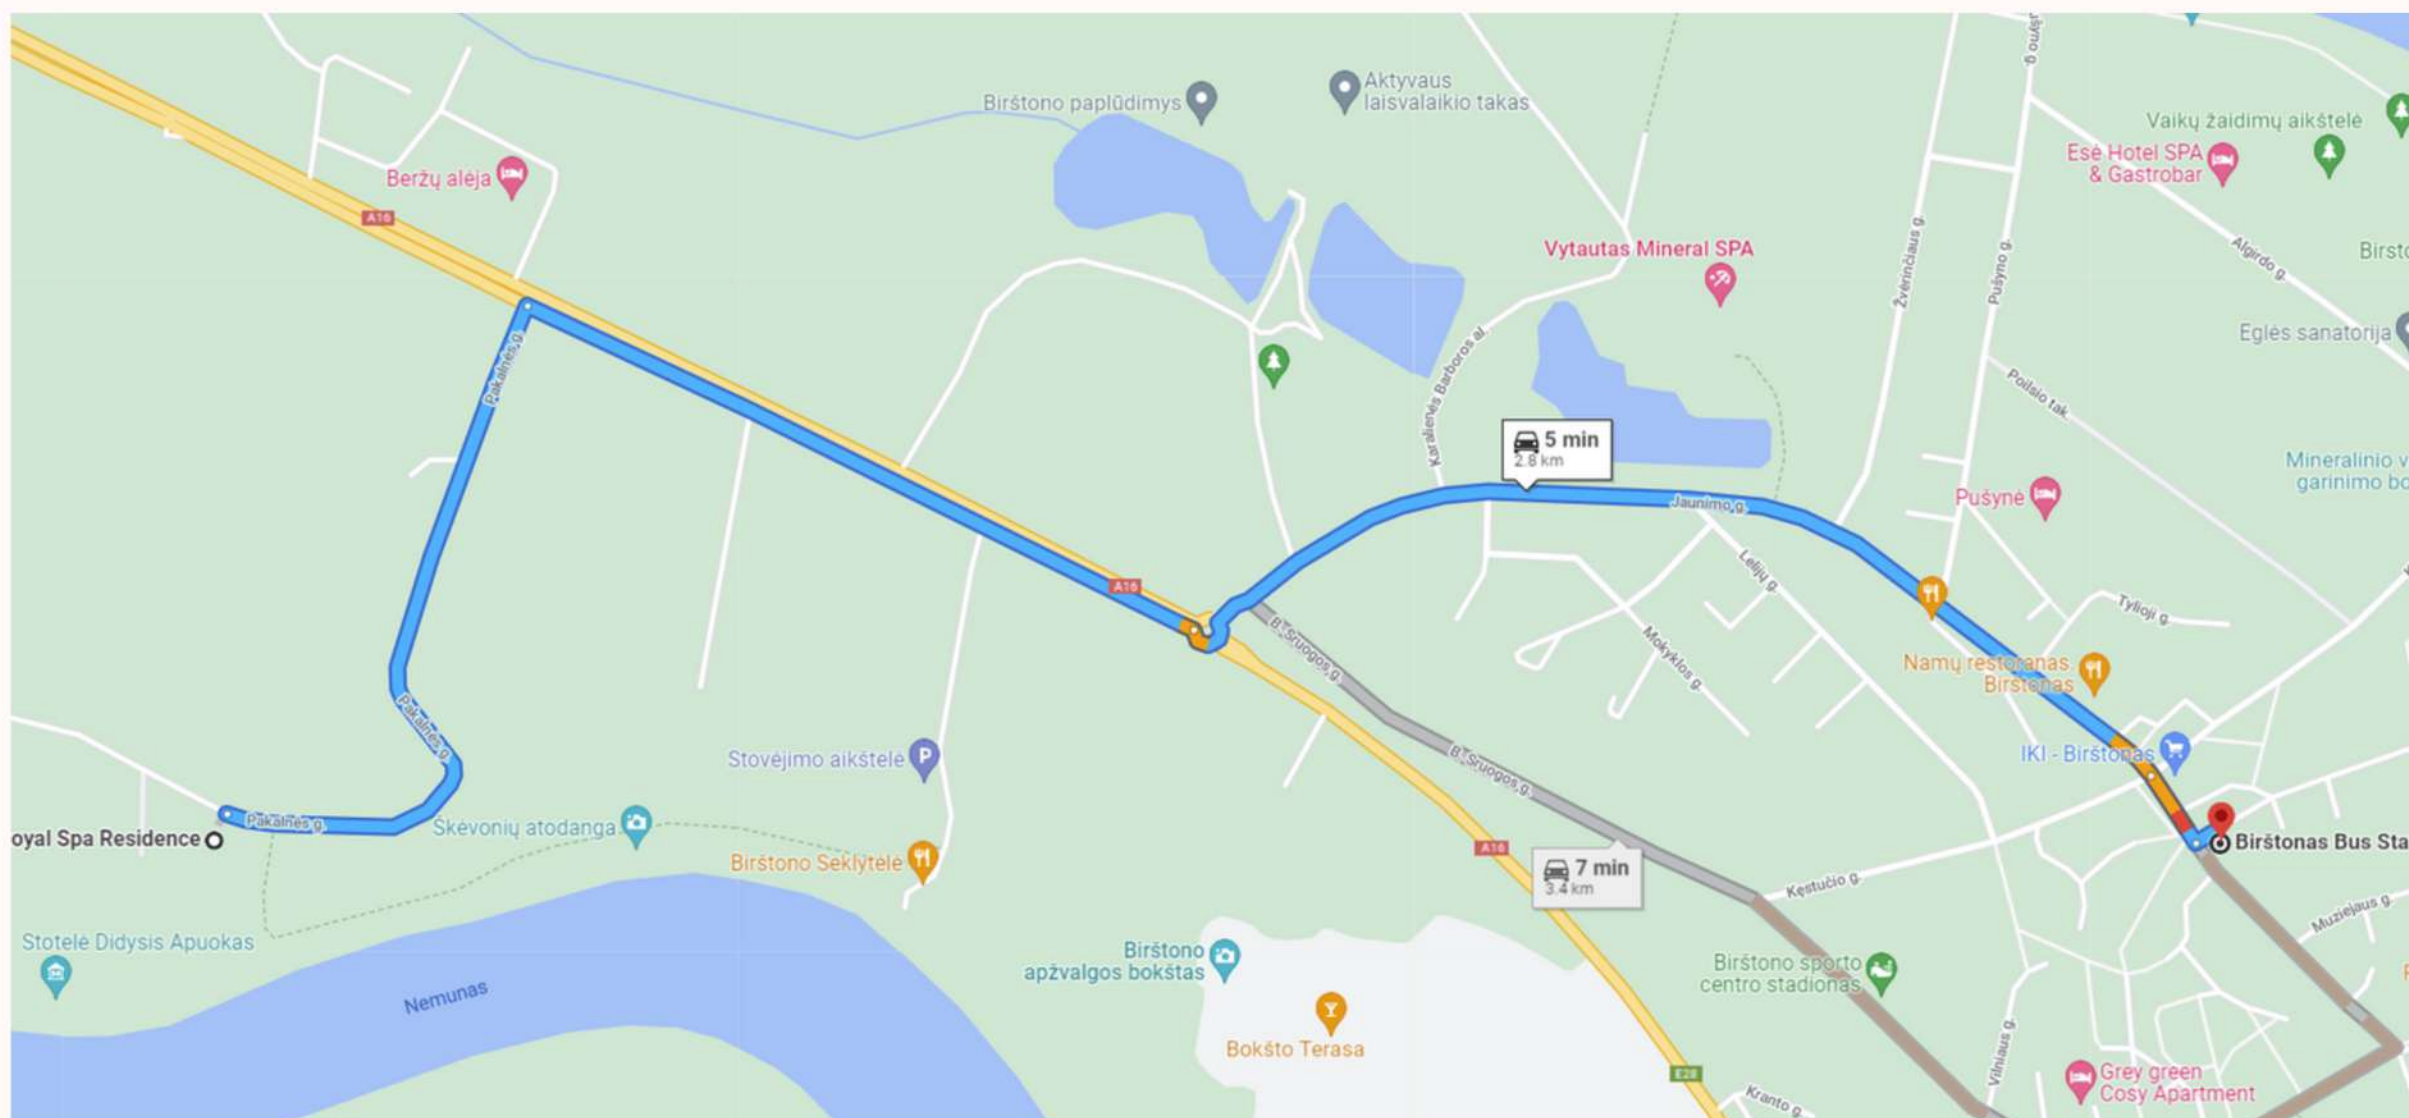 Birštono paplūdimys
Aktyvaus
laisvalaikio takas
Vaikų žaidimų aikštelė
Esė Hotel SPA
& Gastrobar
Beržų alėja
A16
Vytautas Mineral SPA
Žvėrinčiaus g.
Pušyno g.
Algirdo g.
Eglės sanatorija
Pakalnės g.
Karalienės Barboros al.
Poilsio tak.
5 min
2.8 km
Mineralinio v
garinimo bo
Pušynė
Jaunimo g.
Lelijų g.
A16
Tylioji g.
B. Sruogos g.
Mokyklos g.
Namų restoranas
Birštonas
Pakalnės g.
Stovėjimo aikštelė
B. Sruogos g.
IKI - Birštonas
Pakalnės g.
Škėvonių atodanga
oyal Spa Residence
Birštonas Bus Sta
A16
Birštono Seklytėlė
7 min
3.4 km
Kęstučio g.
Muziejaus g.
Stotelė Didysis Apuokas
Birštono
apžvalgos bokštas
Birštono sporto
centro stadionas
Nemunas
Bokšto Terasa
Vilniaus g.
E28
Grey green
Cosy Apartment
Kranto g.